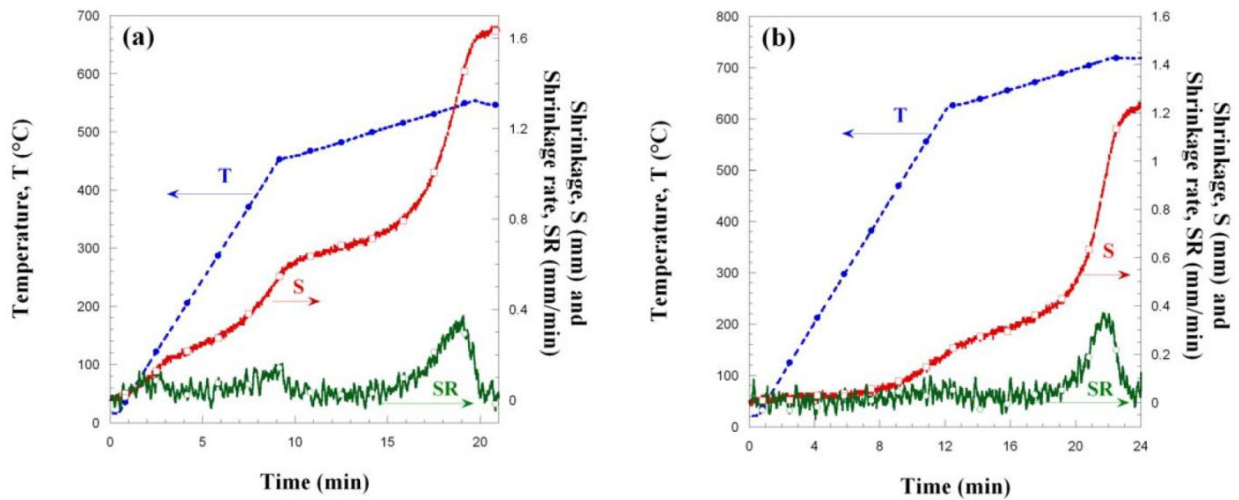 (a)
700
600
500
400
300
200
100
0
Temperature, T (°C)
0
5
10
15
20
Time (min)
1.6
1.2
0.8
0.4
0
Shrinkage, S (mm) and
Shrinkage rate, SR (mm/min)
T
S
SR
(b)
800
700
600
500
400
300
200
100
50
0
Temperature, T (°C)
0
4
8
12
16
20
24
Time (min)
1.6
1.4
1.2
1
0.8
0.6
0.4
0.2
0
Shrinkage, S (mm) and
Shrinkage rate, SR (mm/min)
T
S
SR